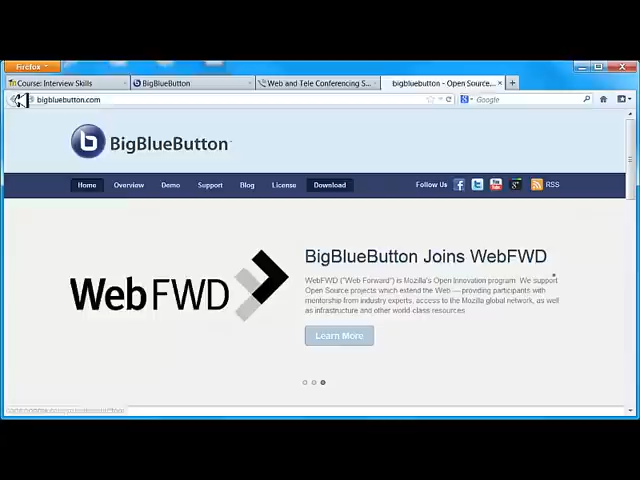 Firefox
Course: Interview Skills
BigBlueButton
Web and Tele Conferencing S...
bigbluebutton - Open Source...
bigbluebutton.com
Google
b BigBlueButton
Home Overview Demo Support Blog License Download Follow Us RSS
BigBlueButton Joins WebFWD
WebFWD
WebFWD ("Web Forward") is Mozilla's Open Innovation program. We support
Open Source projects which extend the Web — providing participants with
mentorship from industry experts, access to the Mozilla global network, as well
as infrastructure and other world-class resources
Learn More